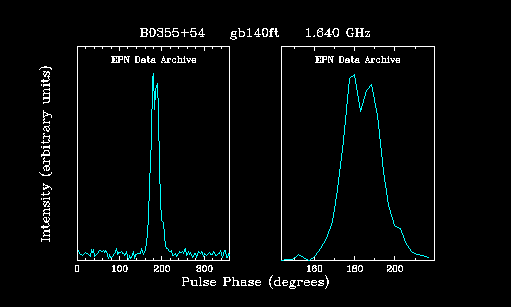 B0355+54 gb140ft 1.640 GHz
EPN Data Archive EPN Data Archive
Intensity (arbitrary units)
0 100 200 300 160 180 200
Pulse Phase (degrees)